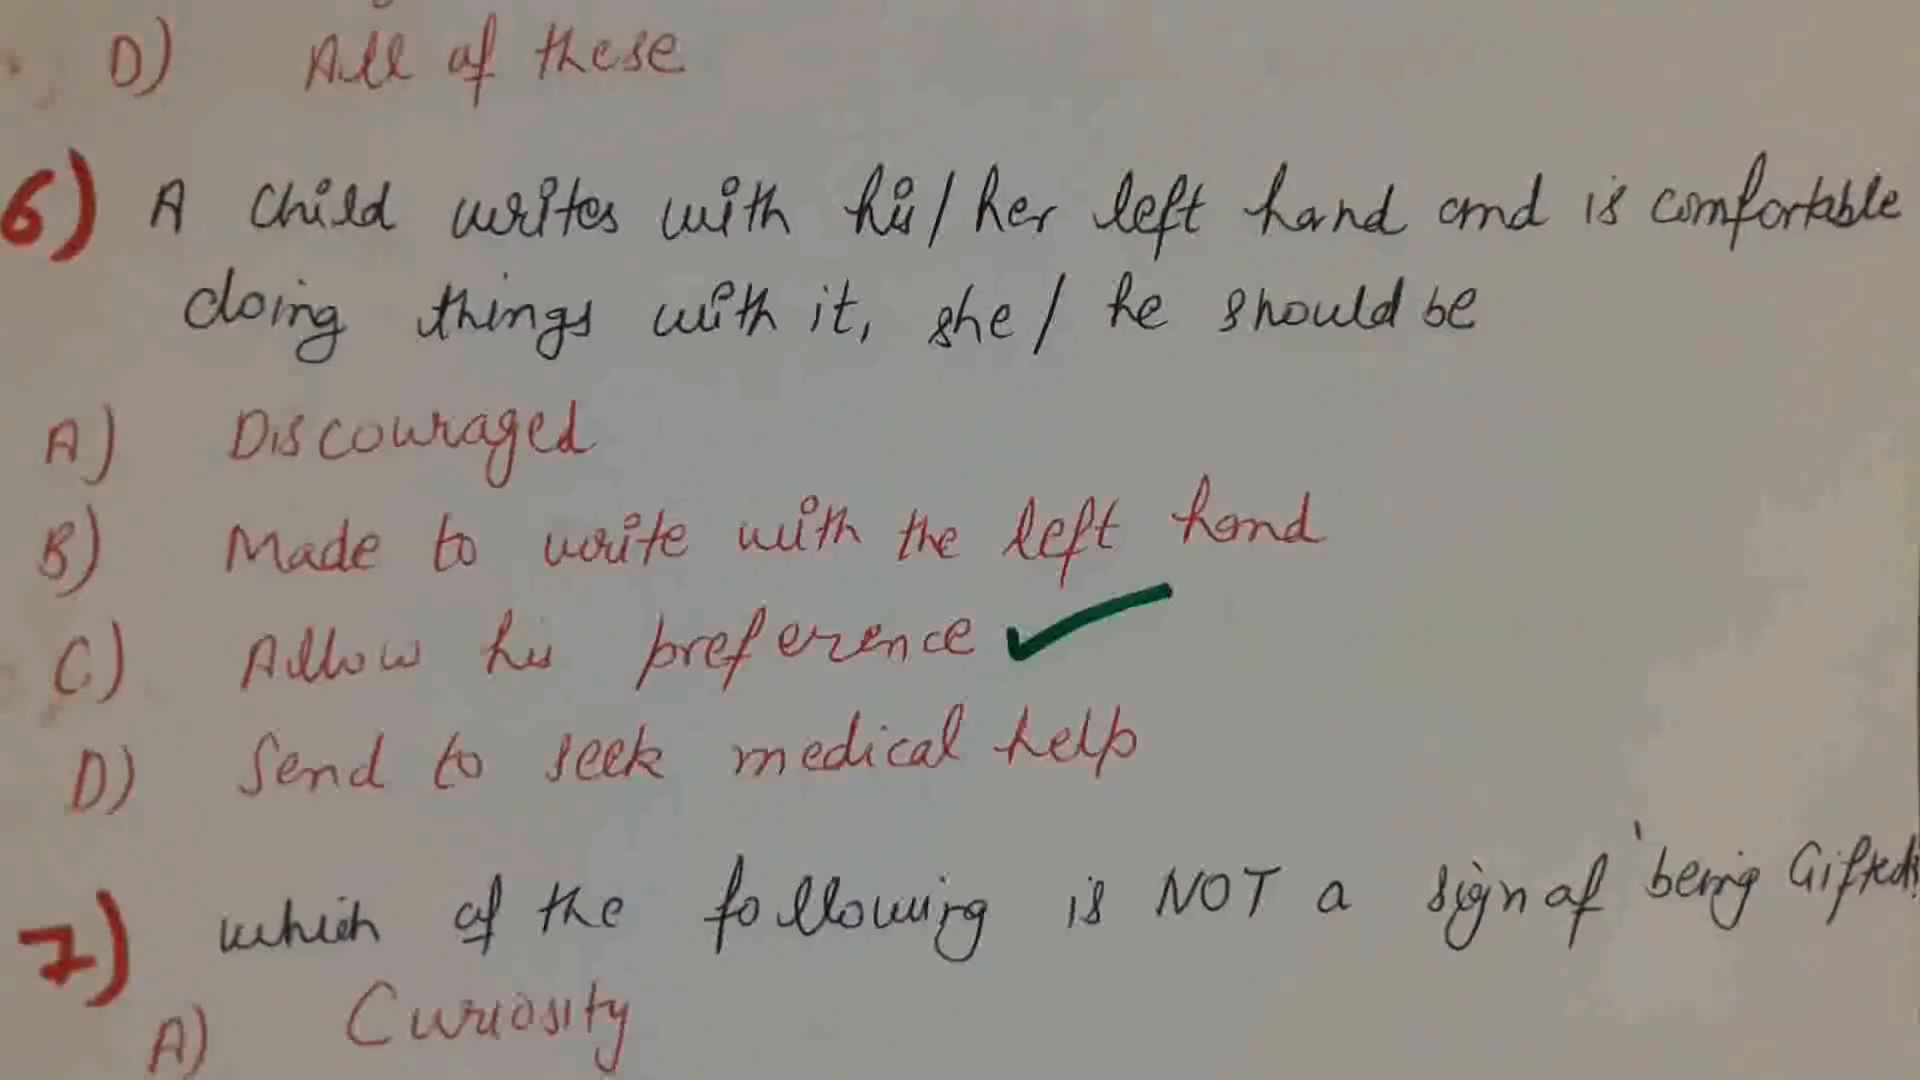 D) All of these
6) A child writes with his/her left hand and is comfortable
doing things with it, she/ he should be
A) Discouraged
B) Made to write with the left hand
C) Allow his preference
D) Send to seek medical help
7) which of the following is NOT a sign of 'being Gifted'
A) Curiosity